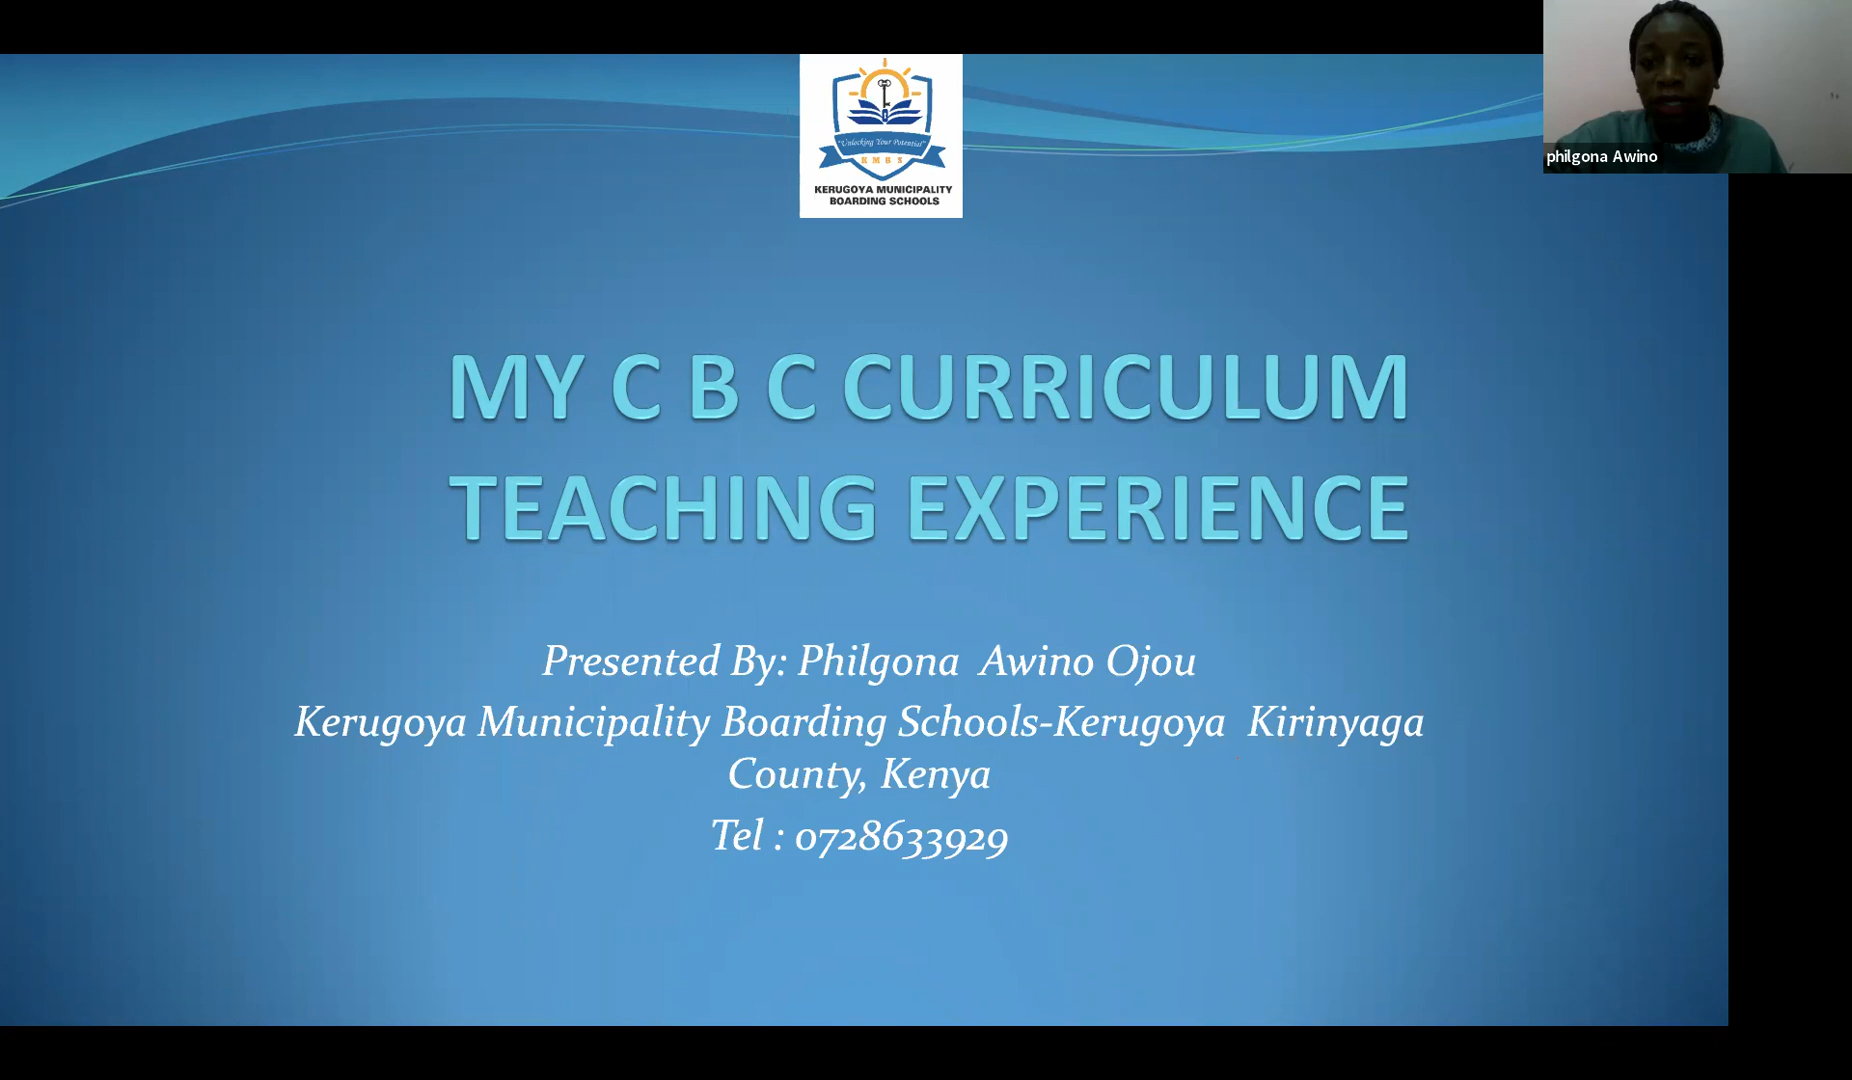 "Unlocking Your Potential"
K M B S
KERUGOYA MUNICIPALITY
BOARDING SCHOOLS
philgona Awino
MY C B C CURRICULUM
TEACHING EXPERIENCE
Presented By: Philgona Awino Ojou
Kerugoya Municipality Boarding Schools-Kerugoya Kirinyaga
County, Kenya
Tel : 0728633929